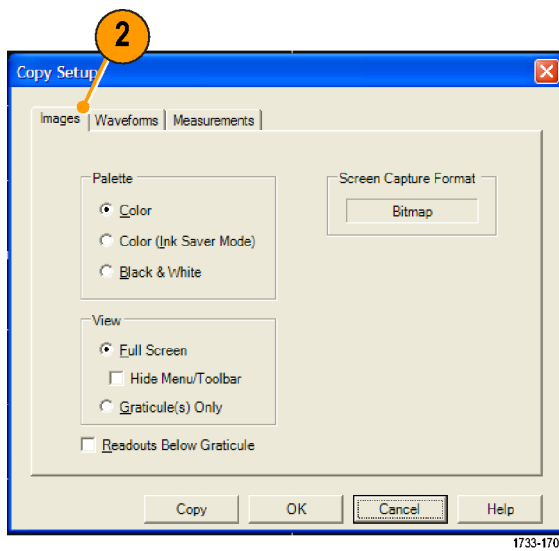 2
Copy Setup
Images Waveforms Measurements
Palette
Color
Color (Ink Saver Mode)
Black & White
Screen Capture Format
Bitmap
View
Full Screen
Hide Menu/Toolbar
Graticule(s) Only
Readouts Below Graticule
Copy OK Cancel Help
1733-170